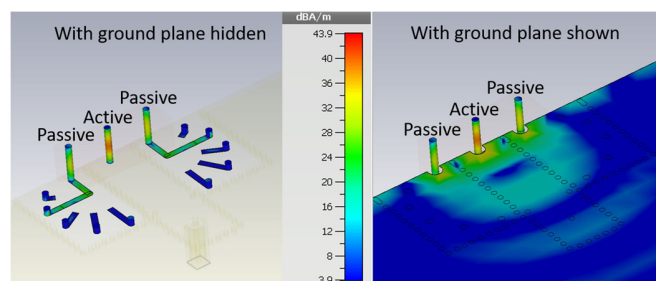 With ground plane hidden
Passive
Active
Passive
dBA/m
43.9
40
36
32
28
24
20
16
12
8
3.9
With ground plane shown
Passive
Active
Passive